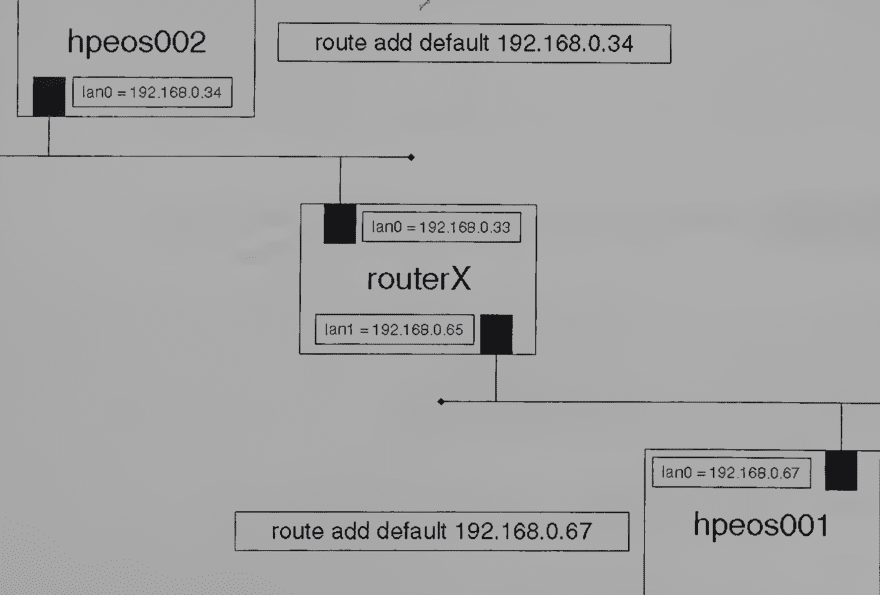 hpeos002
route add default 192.168.0.34
lan0 = 192.168.0.34
lan0 = 192.168.0.33
routerX
lan1 = 192.168.0.65
lan0 = 192.168.0.67
hpeos001
route add default 192.168.0.67